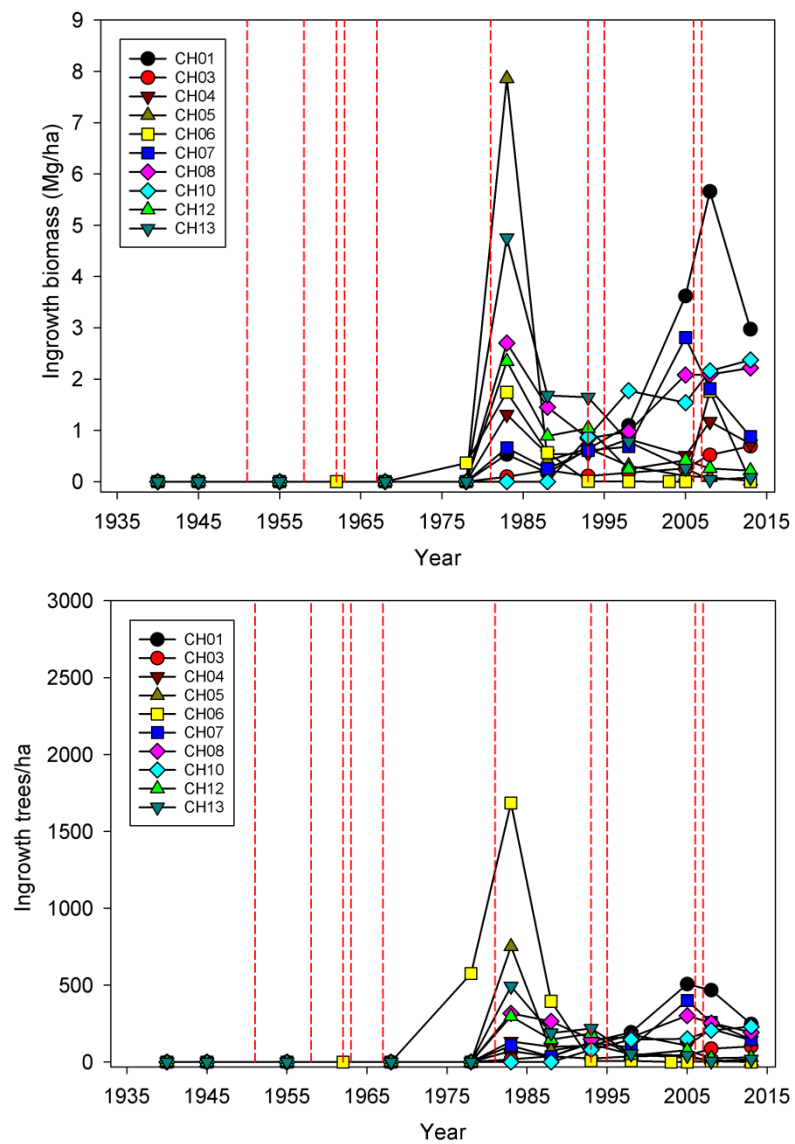 9
8
7
6
5
4
3
2
1
0
Ingrowth biomass (Mg/ha)
CH01
CH03
CH04
CH05
CH06
CH07
CH08
CH10
CH12
CH13
1935 1945 1955 1965 1975 1985 1995 2005 2015
Year
3000
2500
2000
1500
1000
500
0
Ingrowth trees/ha
CH01
CH03
CH04
CH05
CH06
CH07
CH08
CH10
CH12
CH13
1935 1945 1955 1965 1975 1985 1995 2005 2015
Year